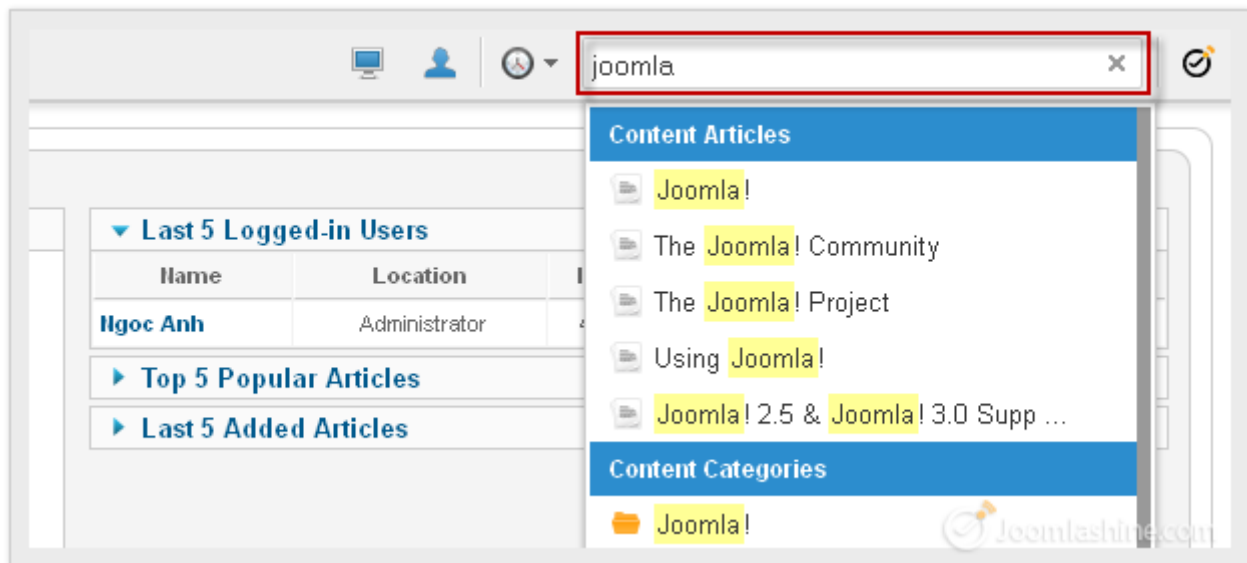 joomla
Content Articles
Joomla!
The Joomla! Community
The Joomla! Project
Using Joomla!
Joomla! 2.5 & Joomla! 3.0 Supp ...
Content Categories
Joomla!
Last 5 Logged-in Users
Name Location
Ngoc Anh Administrator
Top 5 Popular Articles
Last 5 Added Articles
Joomlashine.com